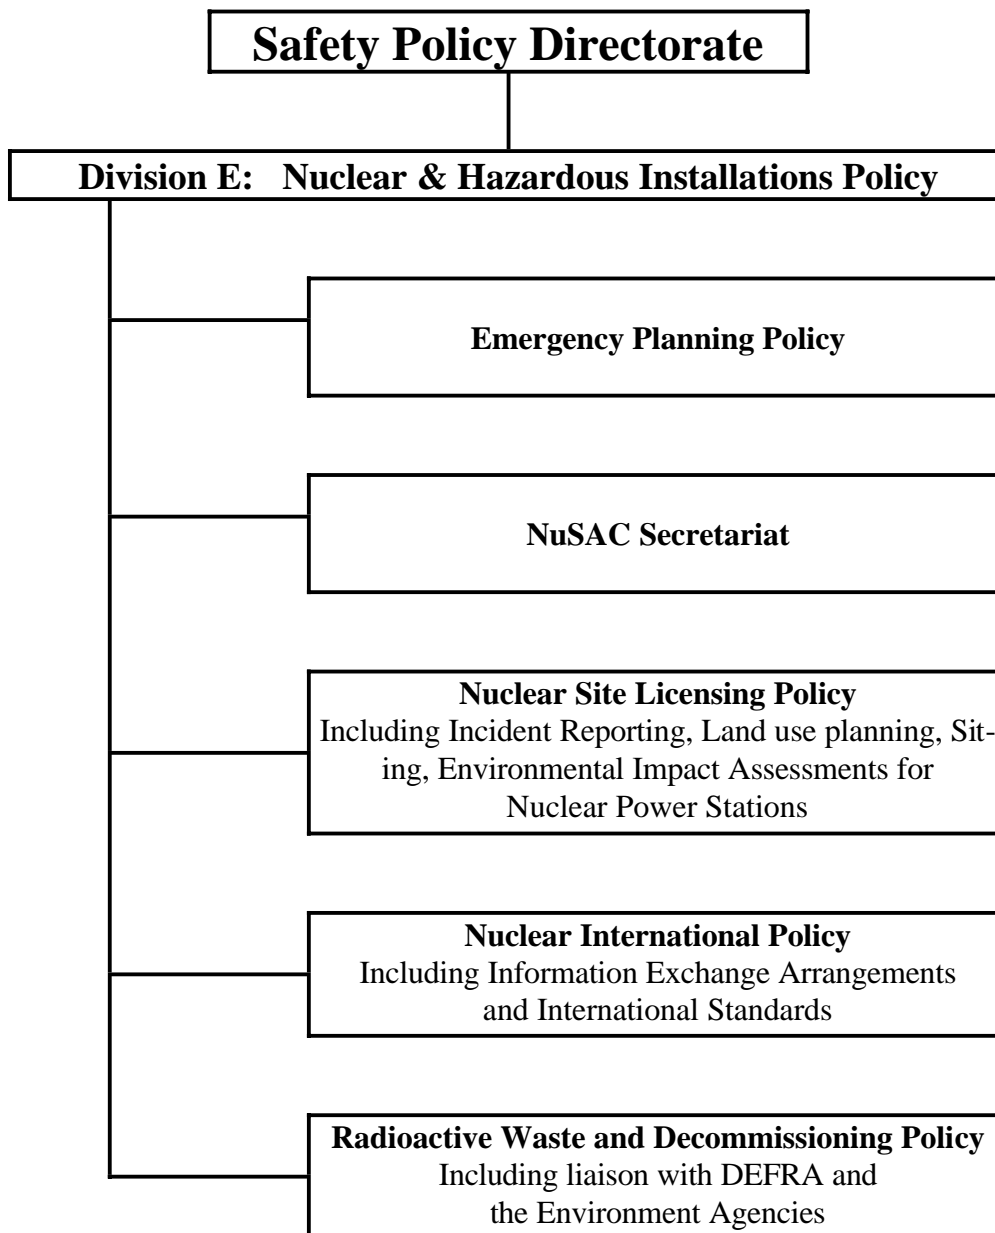 Safety Policy Directorate
Division E: Nuclear & Hazardous Installations Policy
Emergency Planning Policy
NuSAC Secretariat
Nuclear Site Licensing Policy
Including Incident Reporting, Land use planning, Sit-
ing, Environmental Impact Assessments for
Nuclear Power Stations
Nuclear International Policy
Including Information Exchange Arrangements
and International Standards
Radioactive Waste and Decommissioning Policy
Including liaison with DEFRA and
the Environment Agencies